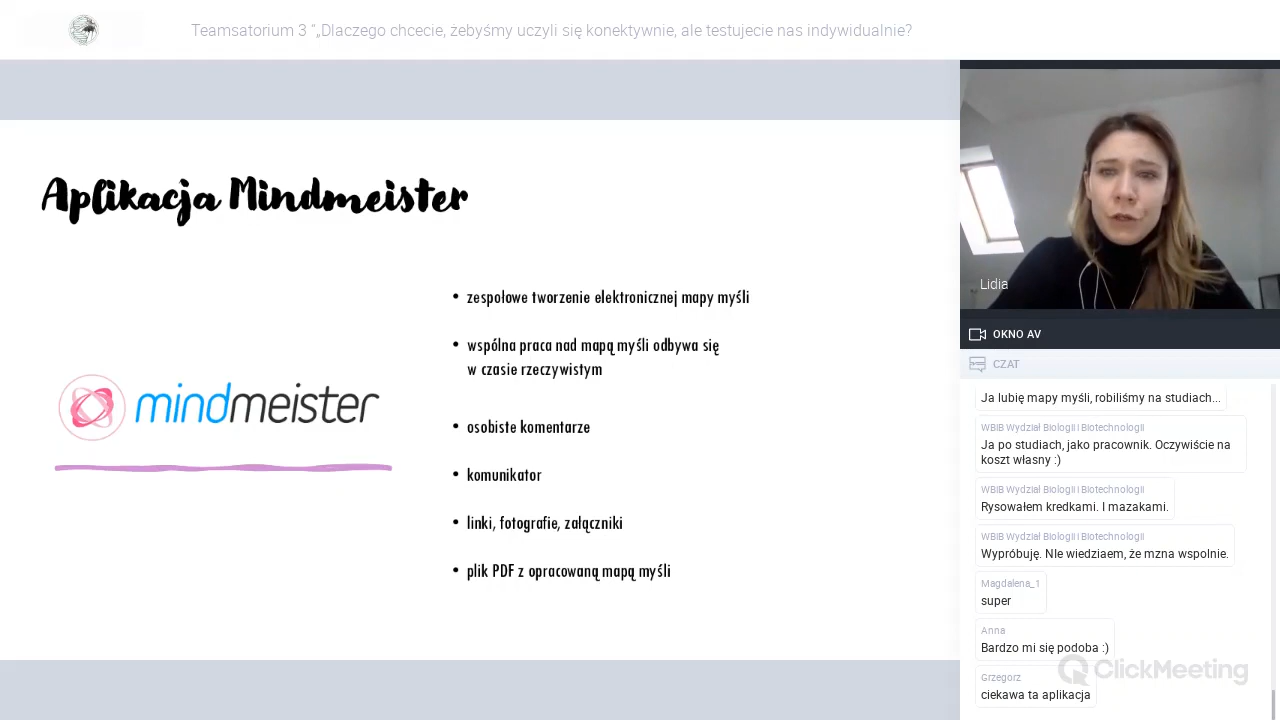 Teamsatorium 3 “„Dlaczego chcecie, żebyśmy uczyli się konektywnie, ale testujecie nas indywidualnie?
Aplikacja Mindmeister
mindmeister
• zespołowe tworzenie elektronicznej mapy myśli
• wspólna praca nad mapą myśli odbywa się
w czasie rzeczywistym
• osobiste komentarze
• komunikator
• linki, fotografie, załączniki
• plik PDF z opracowaną mapą myśli
Lidia
OKNO AV
CZAT
Ja lubię mapy myśli, robiliśmy na studiach...
WBiB Wydział Biologii i Biotechnologii
Ja po studiach, jako pracownik. Oczywiście na
koszt własny :)
WBiB Wydział Biologii i Biotechnologii
Rysowałem kredkami. I mazakami.
WBiB Wydział Biologii i Biotechnologii
Wypróbuję. NIe wiedziaem, że mzna wspolnie.
Magdalena_1
super
Anna
Bardzo mi się podoba :)
Grzegorz
ciekawa ta aplikacja
ClickMeeting